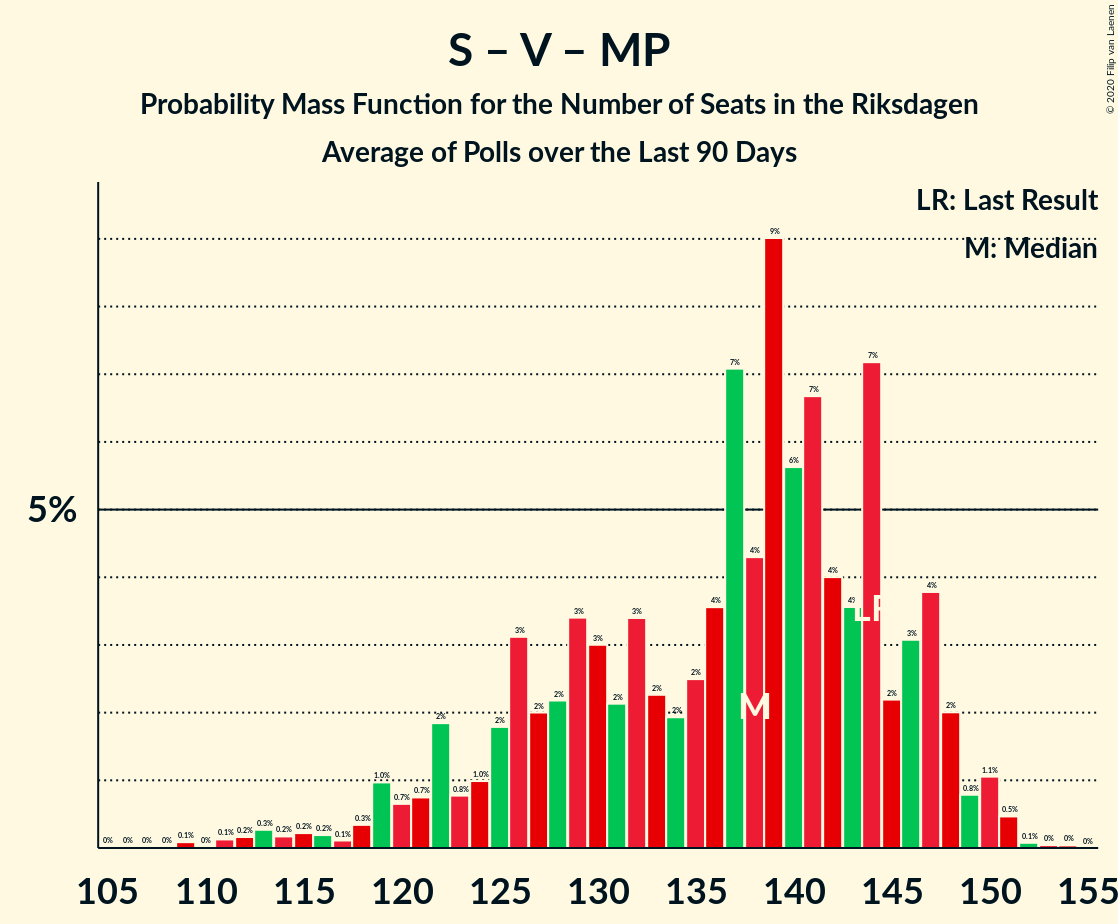 © 2020 Filip van Laenen
S – V – MP
Probability Mass Function for the Number of Seats in the Riksdagen
Average of Polls over the Last 90 Days
LR: Last Result
M: Median
5%
0% 0% 0% 0% 0.1% 0% 0.1% 0.2% 0.3% 0.2% 0.2% 0.2% 0.1% 0.3% 1.0% 0.7% 0.7% 2% 0.8% 1.0% 2% 3% 2% 2% 3% 3% 2% 3% 2% 2% 2% 4% 7% 4% 9% 6% 7% 4% 4% 7% 2% 3% 4% 2% 0.8% 1.1% 0.5% 0.1% 0% 0% 0%
M
LR
105 110 115 120 125 130 135 140 145 150 155